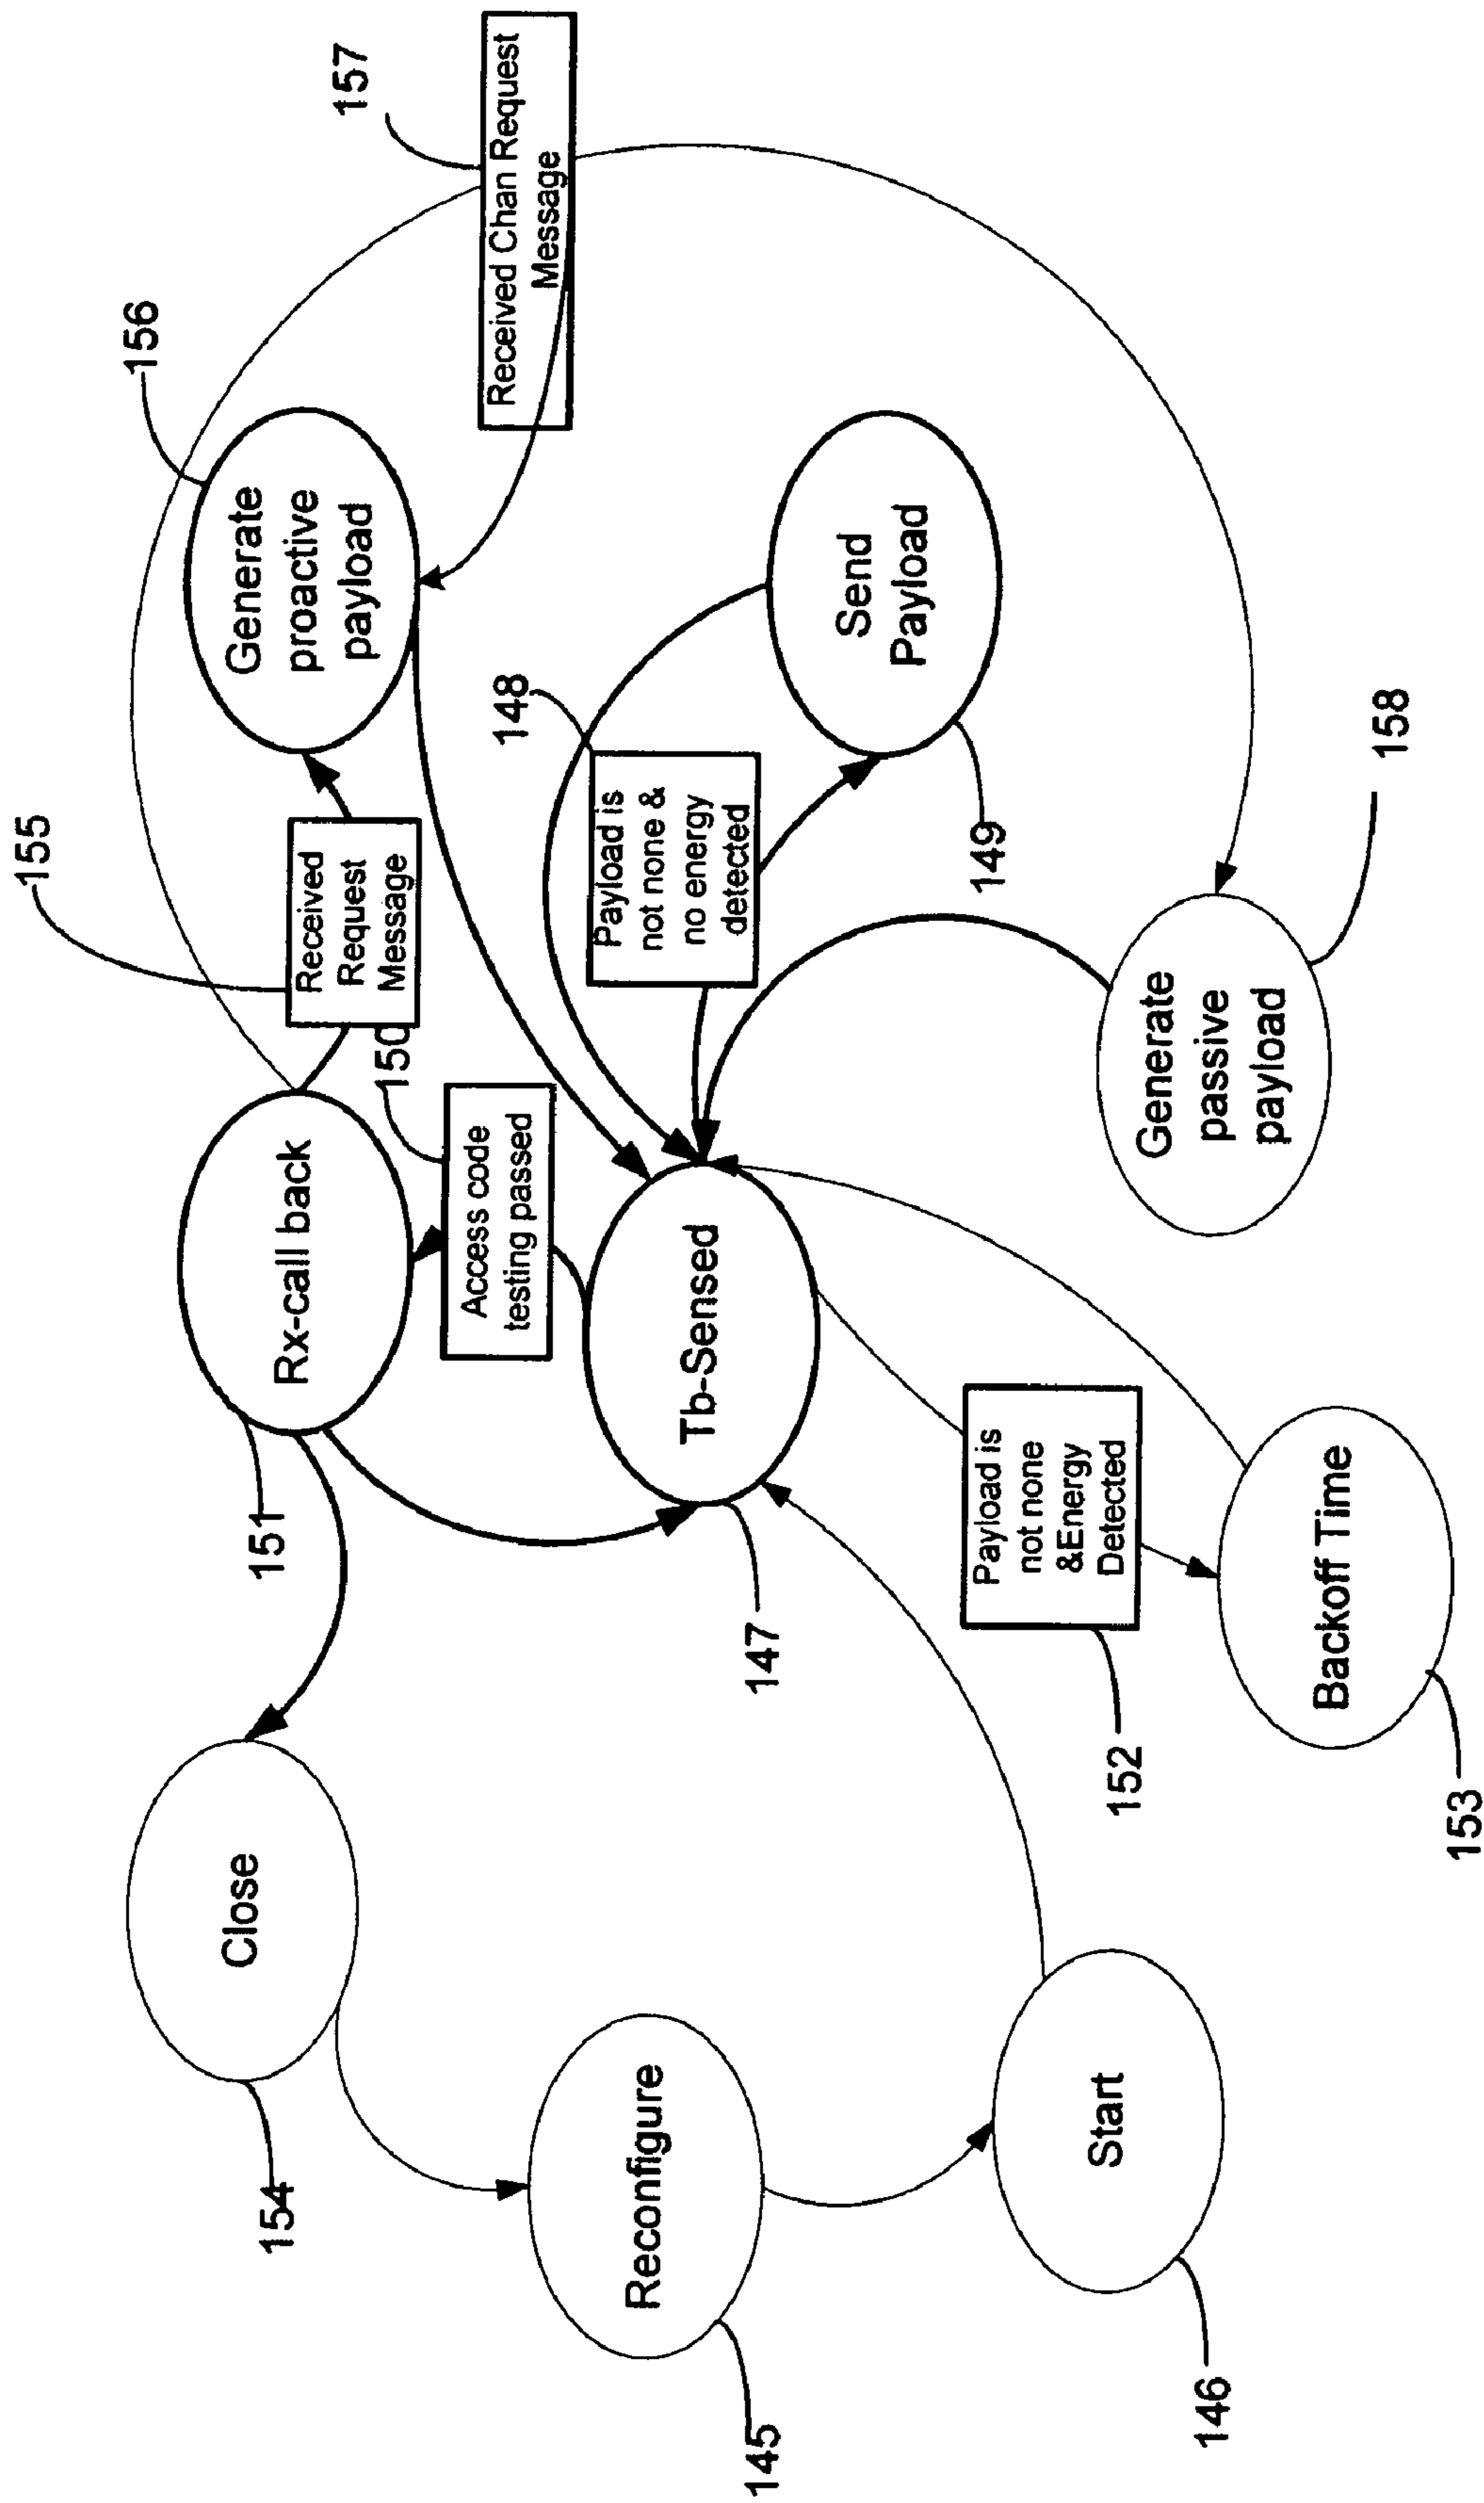 155
156
157
154
Close
151
Rx-call back
Received
Request
Message
Generate
proactive
payload
150
Access code
testing passed
148
Received Chan Request
Message
145
Reconfigure
147
Tb-Sensed
Payload is
not none &
no energy
detected
Send
Payload
149
146
Start
152
Payload is
not none
&Energy
Detected
153
Backoff Time
Generate
passive
payload
158